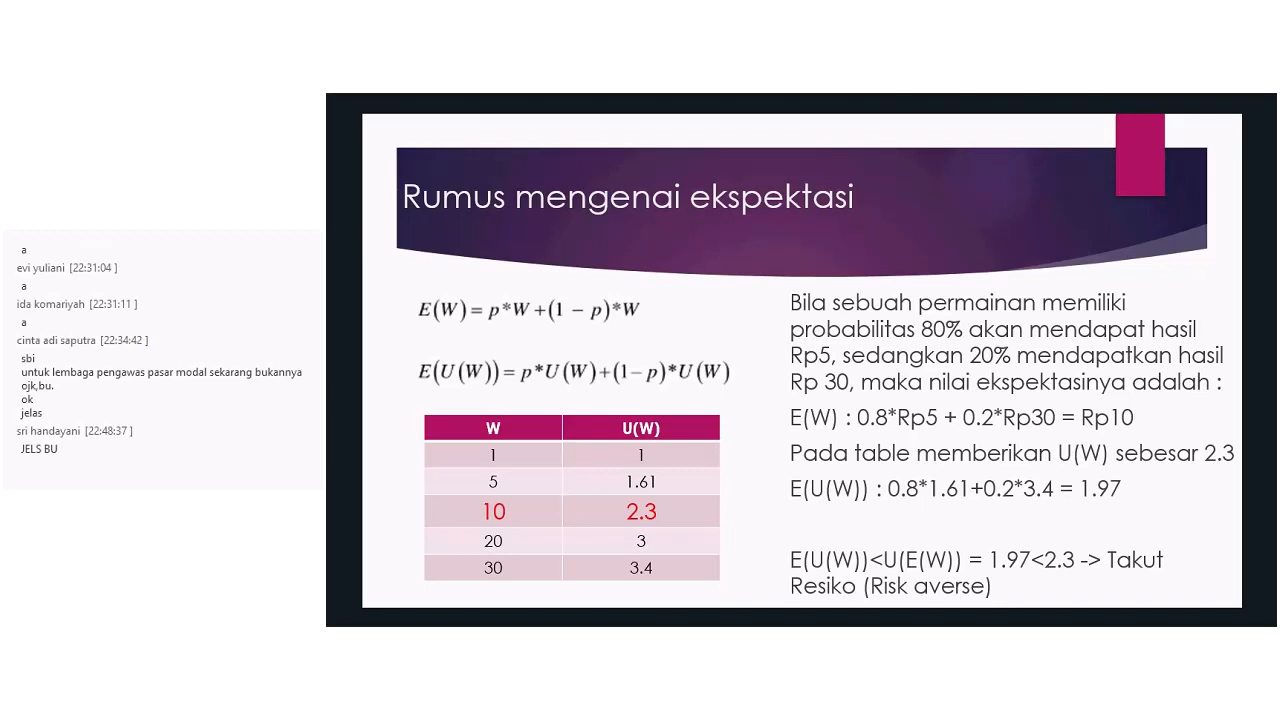 a
evi yuliani [22:31:04 ]
a
ida komariyah [22:31:11 ]
a
cinta adi saputra [22:34:42 ]
sbi
untuk lembaga pengawas pasar modal sekarang bukannya
ojk,bu.
ok
jelas
sri handayani [22:48:37 ]
JELS BU
Rumus mengenai ekspektasi
E(W) = p*W+(1 − p)*W
E(U(W)) = p*U(W)+(1−p)*U(W)
W U(W)
1 1
5 1.61
10 2.3
20 3
30 3.4
Bila sebuah permainan memiliki
probabilitas 80% akan mendapat hasil
Rp5, sedangkan 20% mendapatkan hasil
Rp 30, maka nilai ekspektasinya adalah :
E(W) : 0.8*Rp5 + 0.2*Rp30 = Rp10
Pada table memberikan U(W) sebesar 2.3
E(U(W)) : 0.8*1.61+0.2*3.4 = 1.97
E(U(W))<U(E(W)) = 1.97<2.3 -> Takut
Resiko (Risk averse)